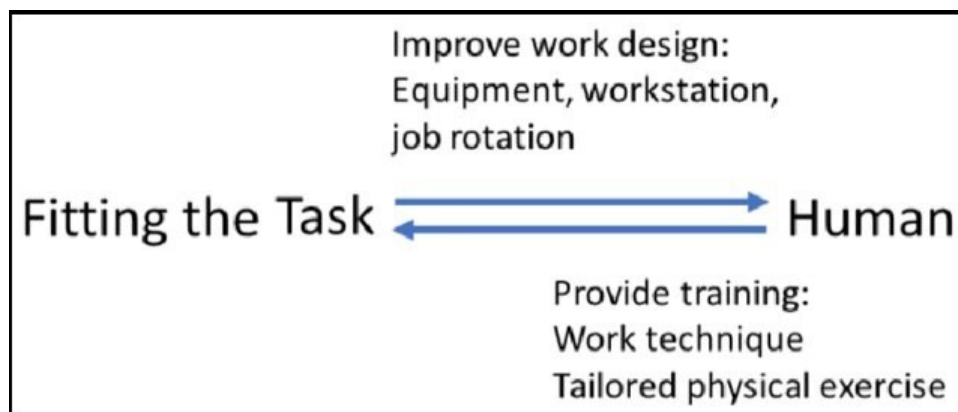 Improve work design:
Equipment, workstation,
job rotation
Fitting the Task
Human
Provide training:
Work technique
Tailored physical exercise